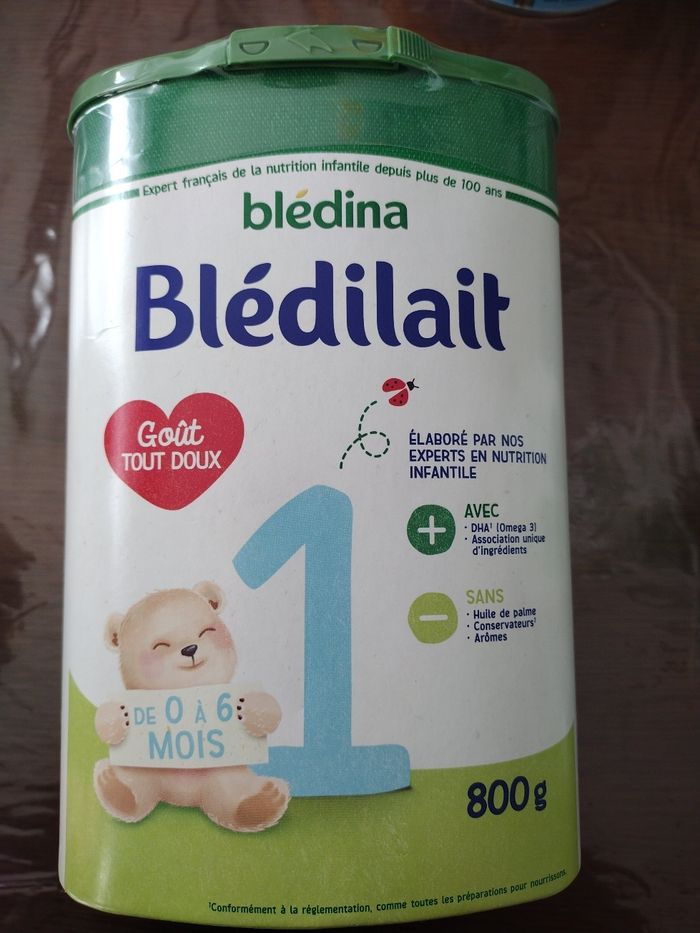 Expert français de la nutrition infantile depuis plus de 100 ans
blédina
Blédilait
Goût
TOUT DOUX
ÉLABORÉ PAR NOS
EXPERTS EN NUTRITION
INFANTILE
AVEC
• DHA¹ (Omega 3)
• Association unique
d'ingrédients
SANS
• Huile de palme
• Conservateurs¹
• Arômes
1
DE 0 À 6
MOIS
800g
¹Conformément à la réglementation, comme toutes les préparations pour nourrissons.